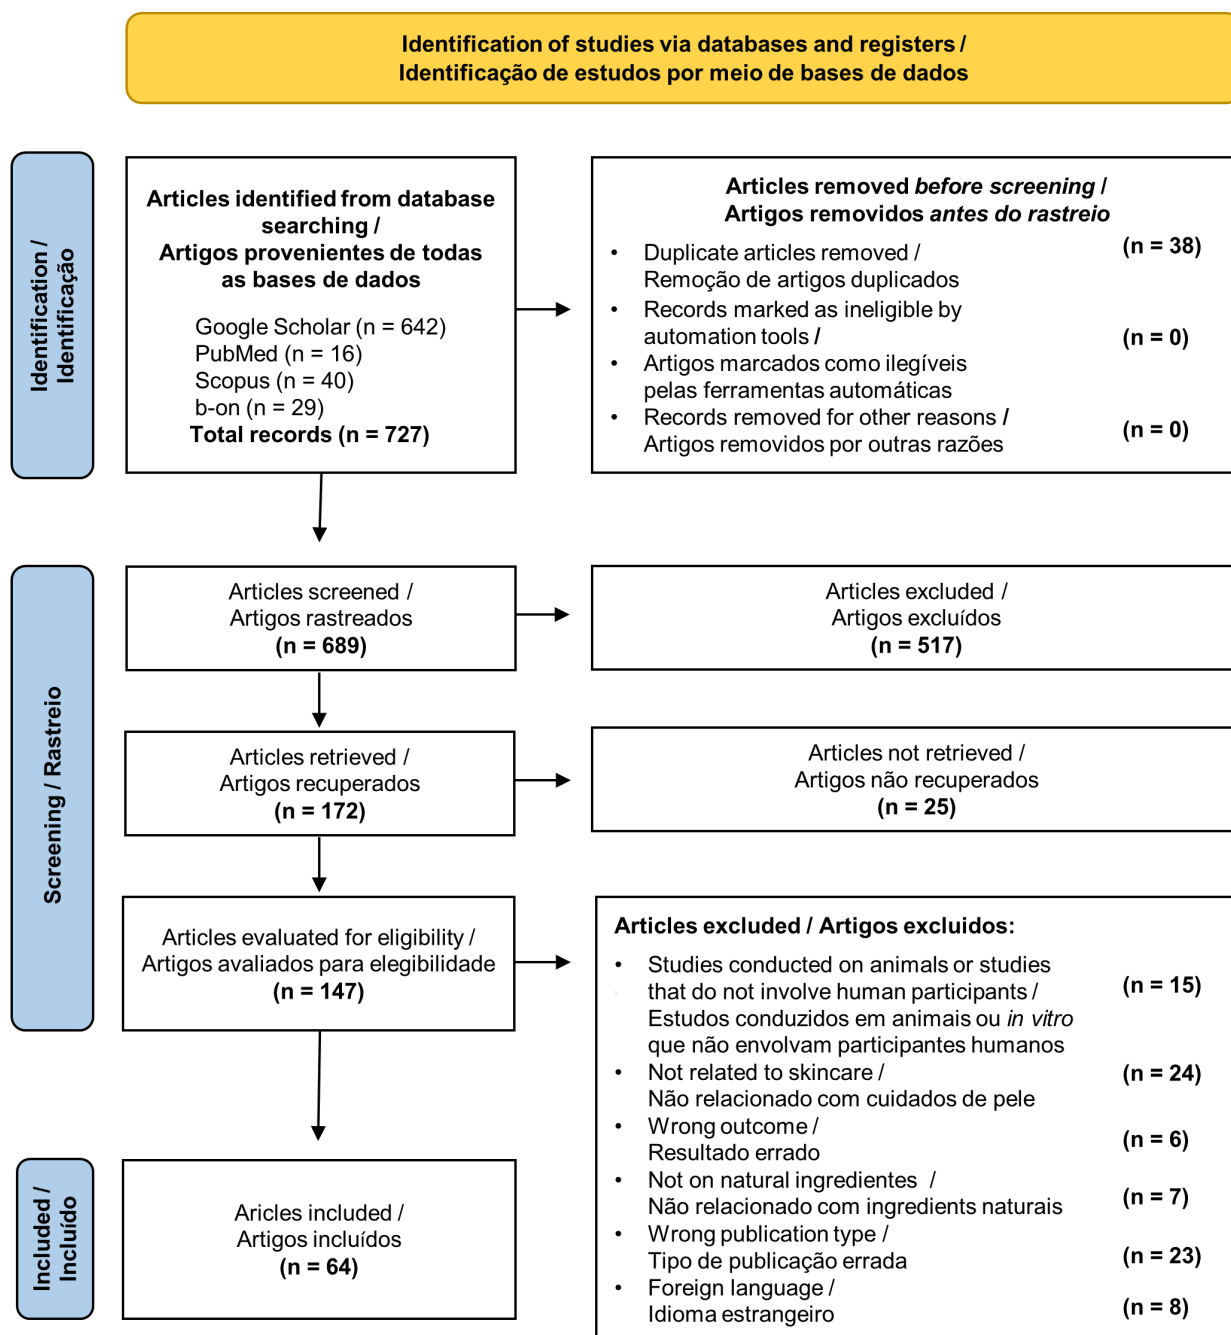 Identification of studies via databases and registers /
Identificação de estudos por meio de bases de dados
Identification /
Identificação
Articles identified from database
searching /
Artigos provenientes de todas
as bases de dados
Google Scholar (n = 642)
PubMed (n = 16)
Scopus (n = 40)
b-on (n = 29)
Total records (n = 727)
Articles removed before screening /
Artigos removidos antes do rastreio
• Duplicate articles removed / (n = 38)
Remoção de artigos duplicados
• Records marked as ineligible by
automation tools / (n = 0)
• Artigos marcados como ilegíveis
pelas ferramentas automáticas
• Records removed for other reasons / (n = 0)
Artigos removidos por outras razões
Screening / Rastreio
Articles screened /
Artigos rastreados
(n = 689)
Articles excluded /
Artigos excluídos
(n = 517)
Articles retrieved /
Artigos recuperados
(n = 172)
Articles not retrieved /
Artigos não recuperados
(n = 25)
Articles evaluated for eligibility /
Artigos avaliados para elegibilidade
(n = 147)
Articles excluded / Artigos excluidos:
• Studies conducted on animals or studies
that do not involve human participants / (n = 15)
Estudos conduzidos em animais ou in vitro
que não envolvam participantes humanos
• Not related to skincare / (n = 24)
Não relacionado com cuidados de pele
• Wrong outcome / (n = 6)
Resultado errado
• Not on natural ingredientes / (n = 7)
Não relacionado com ingredients naturais
• Wrong publication type / (n = 23)
Tipo de publicação errada
• Foreign language / (n = 8)
Idioma estrangeiro
Included /
Incluído
Aricles included /
Artigos incluídos
(n = 64)